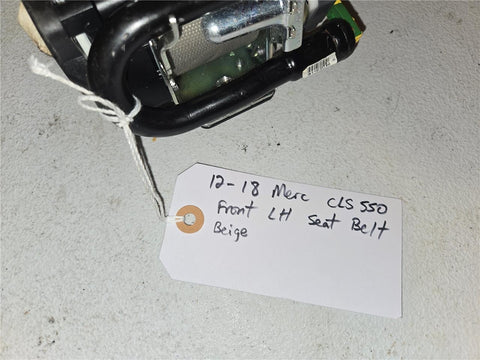 12-18 Merc CLS 550
Front LH Seat Belt
Beige